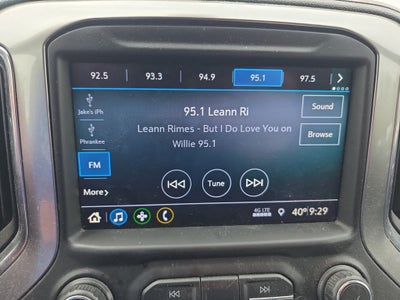 92.5 93.3 94.9 95.1 97.5
Jake's iPh
95.1 Leann Ri
Sound
Leann Rimes - But I Do Love You on
Willie 95.1
Browse
Phrankee
FM
Tune
More
4G LTE
40° 9:29